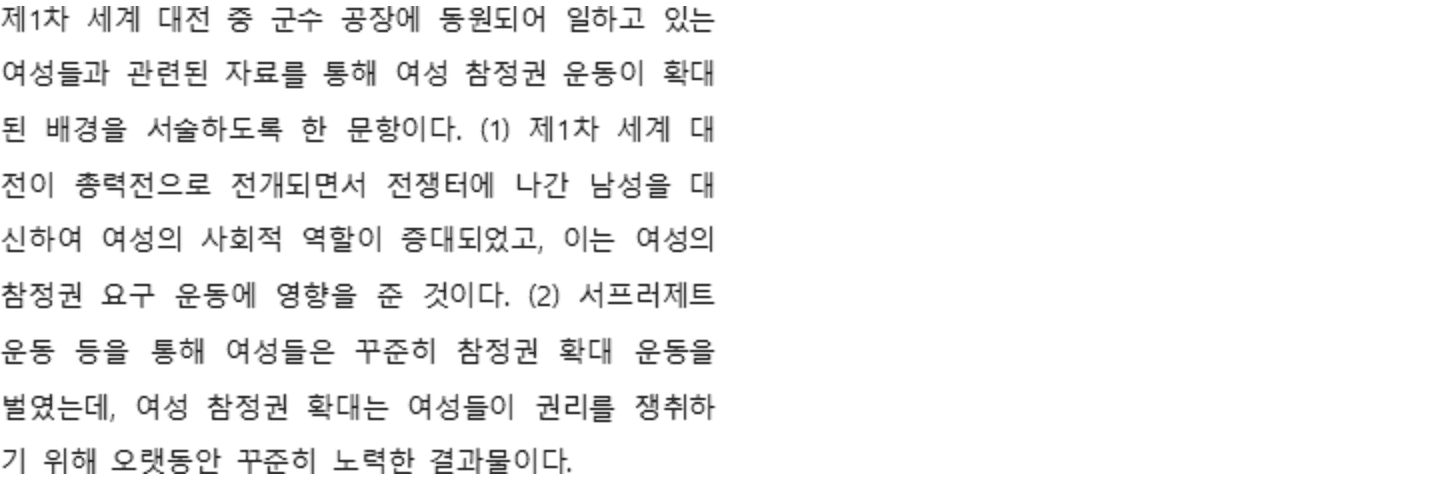 제1차 세계 대전 중 군수 공장에 동원되어 일하고 있는
여성들과 관련된 자료를 통해 여성 참정권 운동이 확대
된 배경을 서술하도록 한 문항이다. (1) 제1차 세계 대
전이 총력전으로 전개되면서 전쟁터에 나간 남성을 대
신하여 여성의 사회적 역할이 증대되었고, 이는 여성의
참정권 요구 운동에 영향을 준 것이다. (2) 서프러제트
운동 등을 통해 여성들은 꾸준히 참정권 확대 운동을
벌였는데, 여성 참정권 확대는 여성들이 권리를 쟁취하
기 위해 오랫동안 꾸준히 노력한 결과물이다.